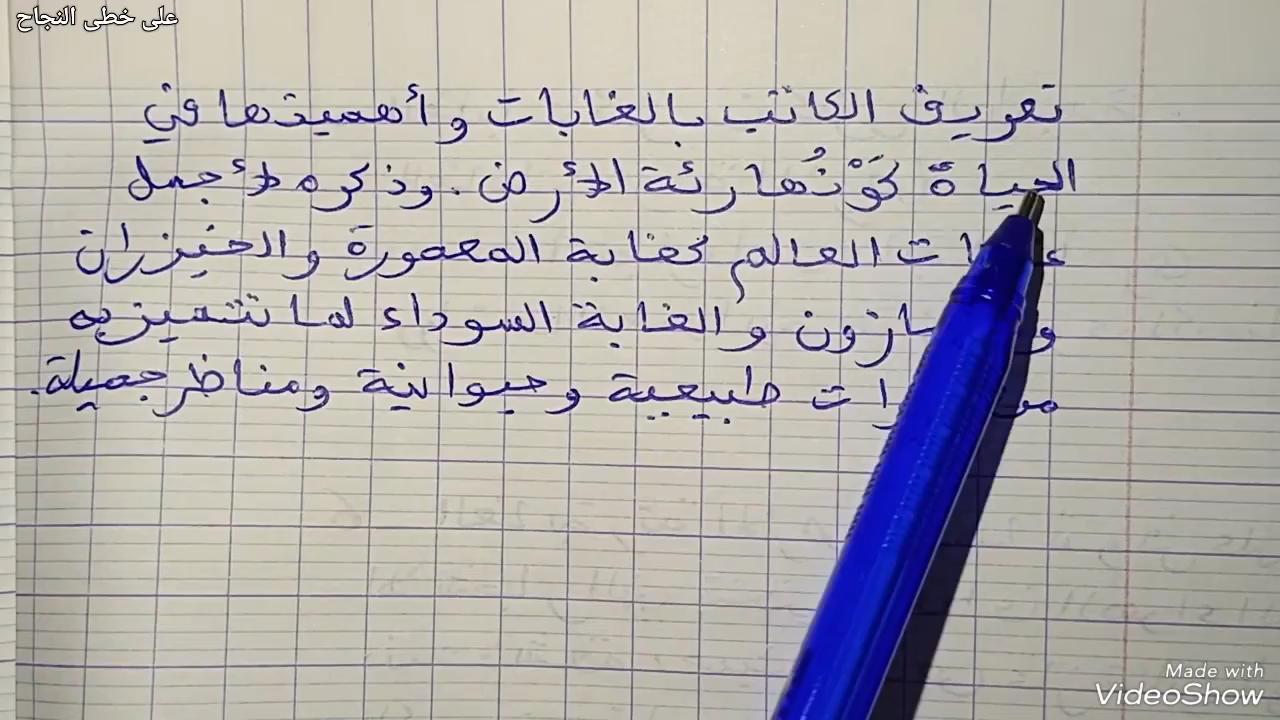 على خطى النجاح
تعريف الكاتب بالغابات وأهميتها في
الحياة كَوْنُها رئة الأرض. وذكره لأجمل
العالم كغابة المعمورة والخيزران
والغابة السوداء لما تتميز به
طبيعية وحيوانية ومناظر جميلة.
Made with
VideoShow